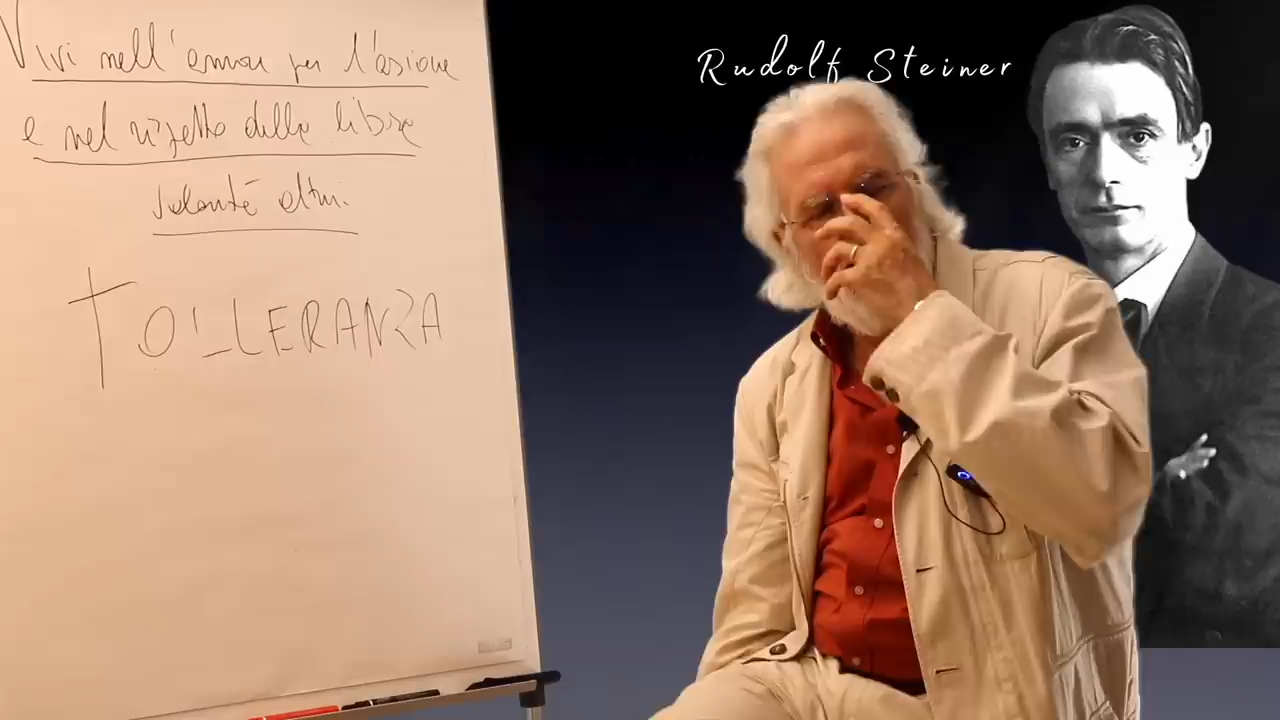 Vivi nell'amore per l'azione
e nel rispetto della libera
volontà altrui.
TOLLERANZA
Rudolf Steiner